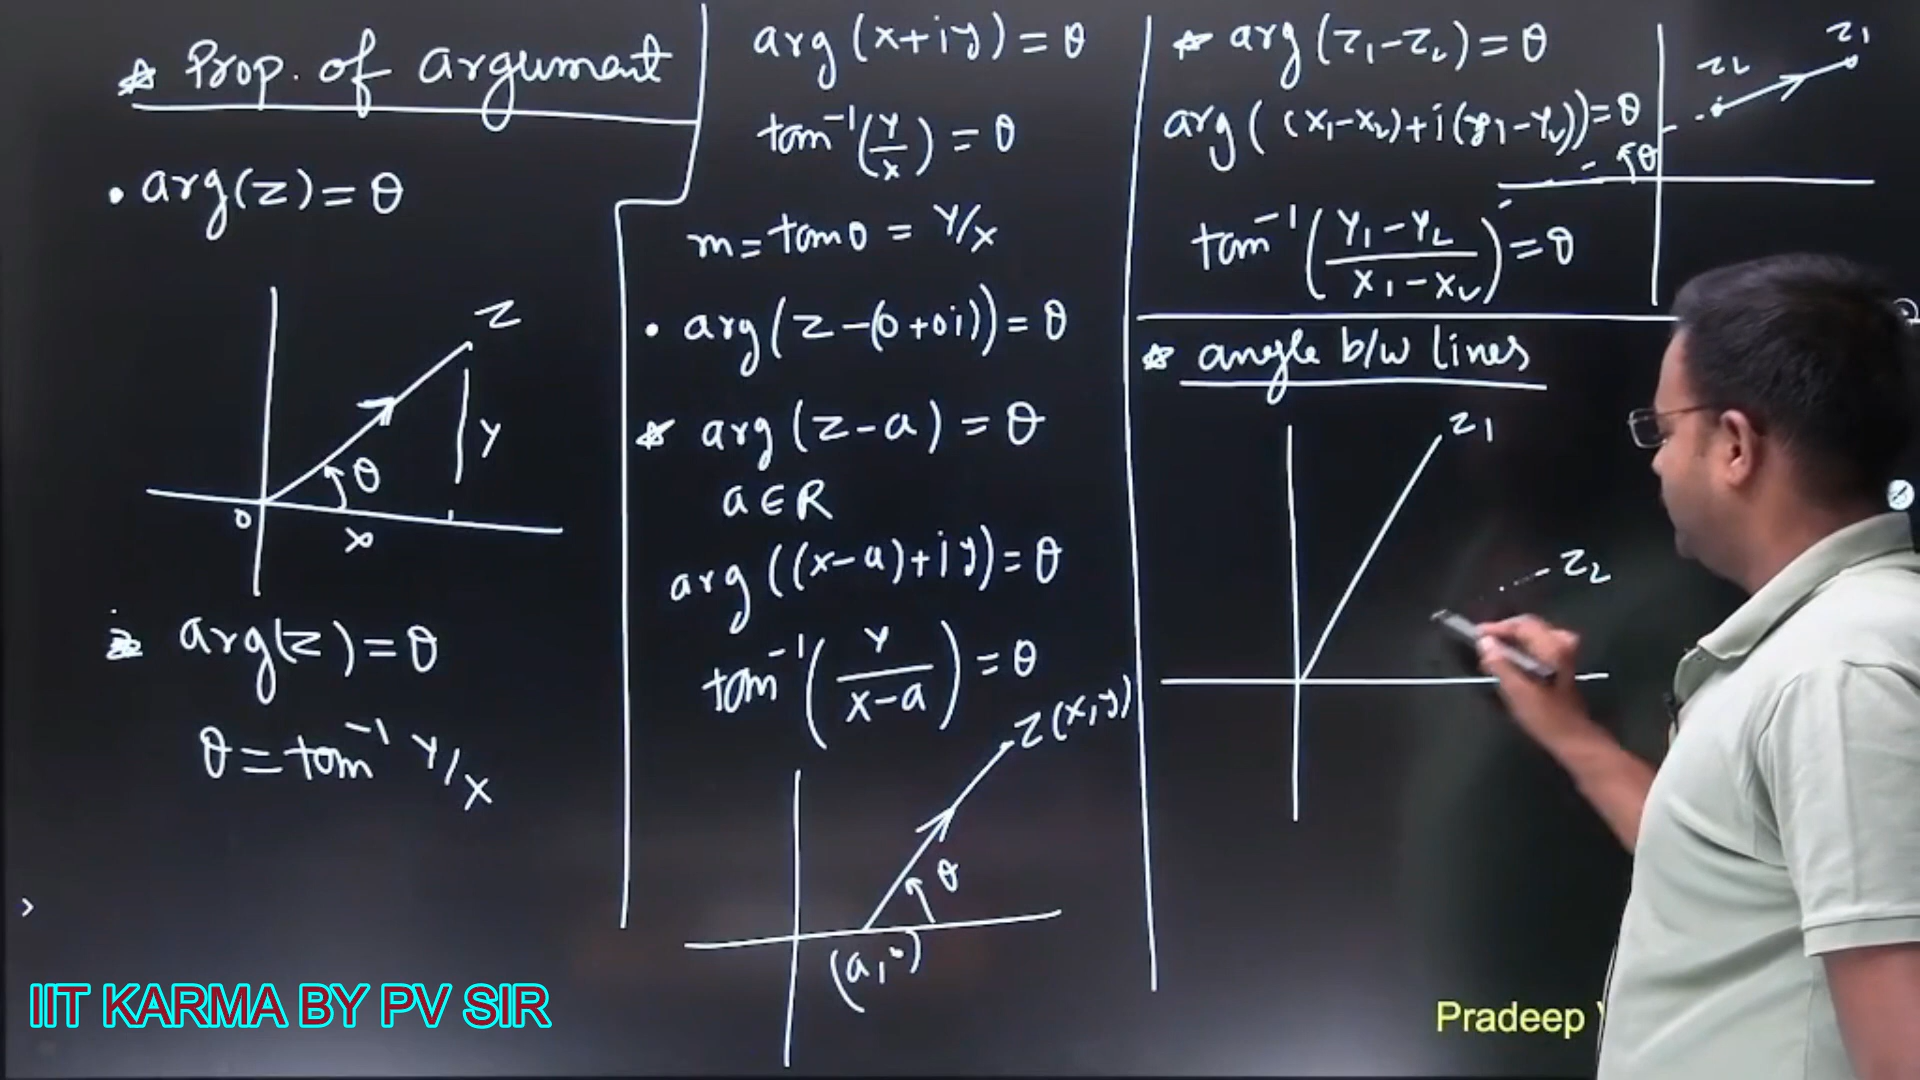 Prop. of argument
• arg(z) = θ
z
y
θ
0
x
arg(z) = θ
θ = tan⁻¹ y/x
arg (x+iy) = θ
tan⁻¹(y/x) = θ
m = tanθ = y/x
• arg(z-(0+0i)) = θ
arg (z-a) = θ
a ∈ R
arg ((x-a)+iy) = θ
tan⁻¹(y/(x-a)) = θ
z(x,y)
θ
(a,0)
arg (z₁-z₂) = θ
arg((x₁-x₂)+i(y₁-y₂)) = θ
tan⁻¹((y₁-y₂)/(x₁-x₂)) = θ
z₁
z₂
θ
angle b/w lines
z₁
z₂
IIT KARMA BY PV SIR
Pradeep